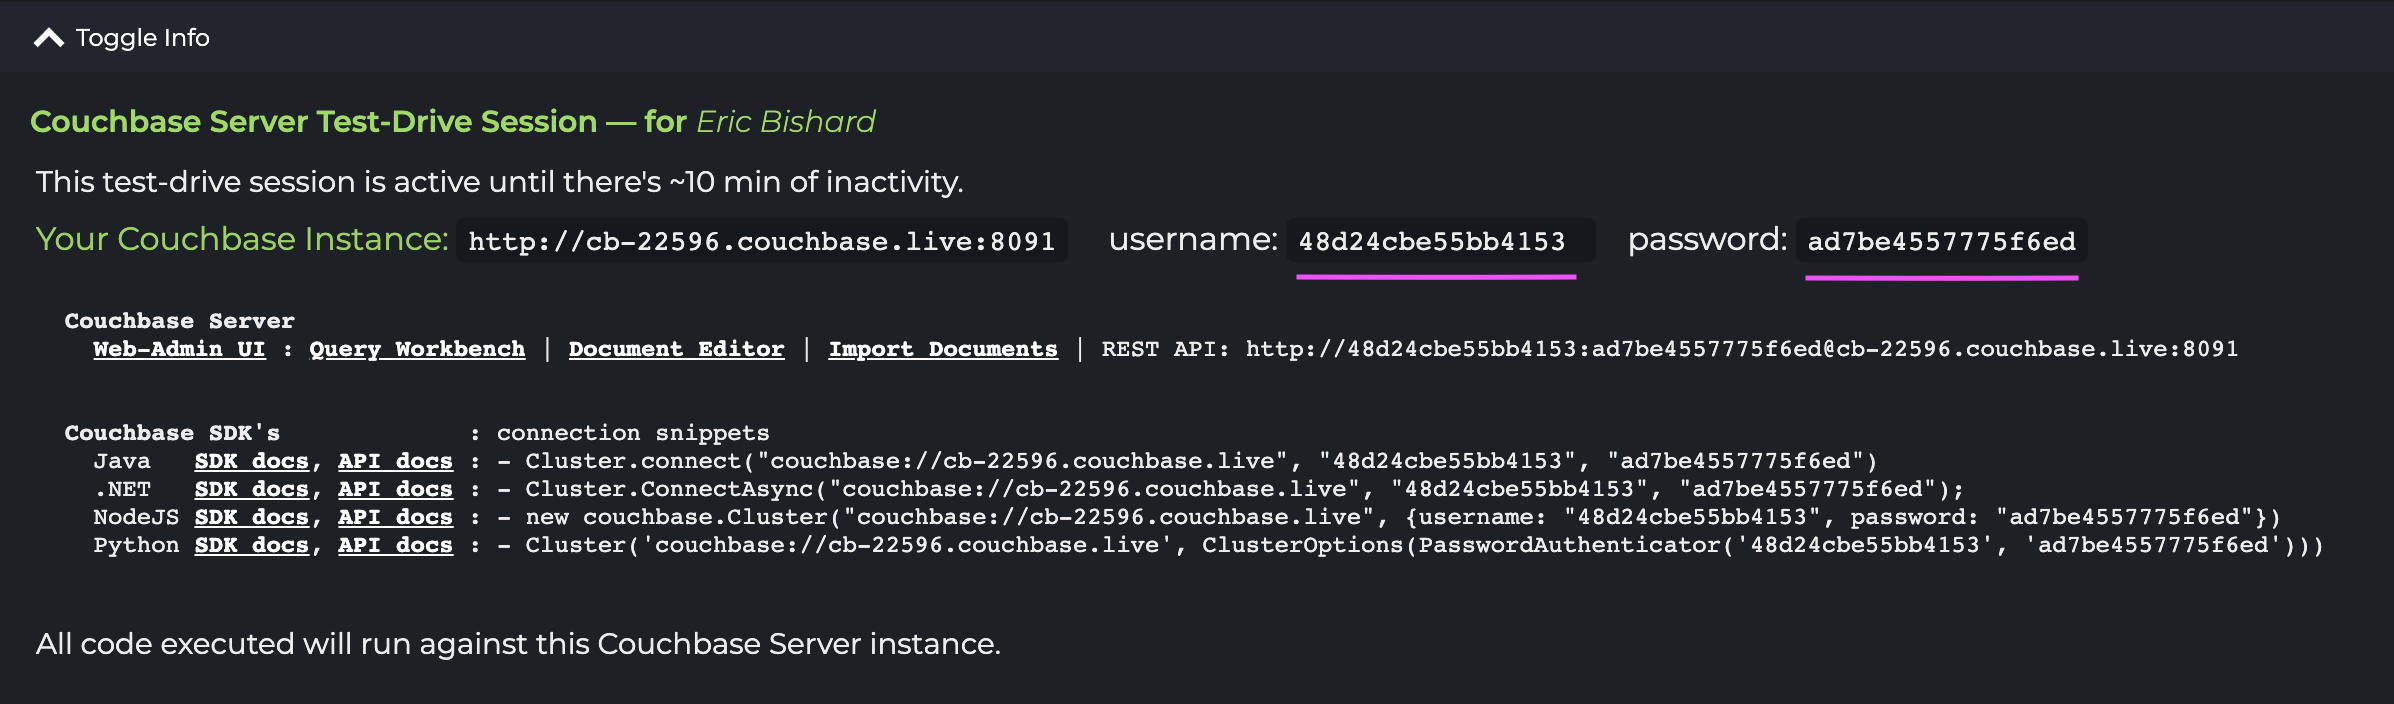 Toggle Info
Couchbase Server Test-Drive Session — for Eric Bishard
This test-drive session is active until there's ~10 min of inactivity.
Your Couchbase Instance: http://cb-22596.couchbase.live:8091 username: 48d24cbe55bb4153 password: ad7be4557775f6ed
Couchbase Server
Web-Admin UI : Query Workbench | Document Editor | Import Documents | REST API: http://48d24cbe55bb4153:ad7be4557775f6ed@cb-22596.couchbase.live:8091
Couchbase SDK's : connection snippets
Java SDK docs, API docs : - Cluster.connect("couchbase://cb-22596.couchbase.live", "48d24cbe55bb4153", "ad7be4557775f6ed")
.NET SDK docs, API docs : - Cluster.ConnectAsync("couchbase://cb-22596.couchbase.live", "48d24cbe55bb4153", "ad7be4557775f6ed");
NodeJS SDK docs, API docs : - new couchbase.Cluster("couchbase://cb-22596.couchbase.live", {username: "48d24cbe55bb4153", password: "ad7be4557775f6ed"})
Python SDK docs, API docs : - Cluster('couchbase://cb-22596.couchbase.live', ClusterOptions(PasswordAuthenticator('48d24cbe55bb4153', 'ad7be4557775f6ed')))
All code executed will run against this Couchbase Server instance.